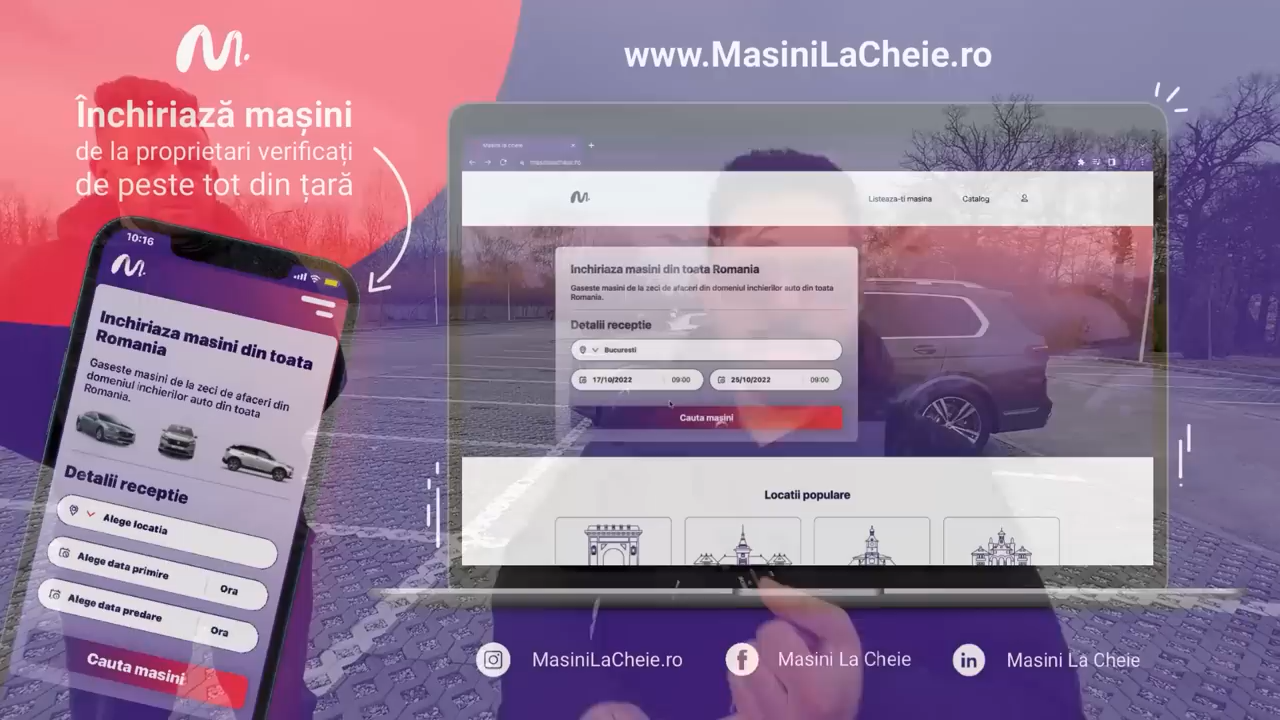 www.MasiniLaCheie.ro
Închiriază mașini
de la proprietari verificați
de peste tot din țară
10:16
Inchiriaza masini din toata
Romania
Gaseste masini de la zeci de afaceri din
domeniul inchierilor auto din toata
Romania.
Detalii receptie
Alege locatia
Alege data primire
Ora
Alege data predare
Ora
Cauta masini
Masini la cheie
masinilacheie.ro
Listeaza-ti masina
Catalog
Inchiriaza masini din toata Romania
Gaseste masini de la zeci de afaceri din domeniul inchierilor auto din toata
Romania.
Detalii receptie
Bucuresti
17/10/2022
09:00
25/10/2022
09:00
Cauta masini
Locatii populare
MasiniLaCheie.ro
Masini La Cheie
Masini La Cheie